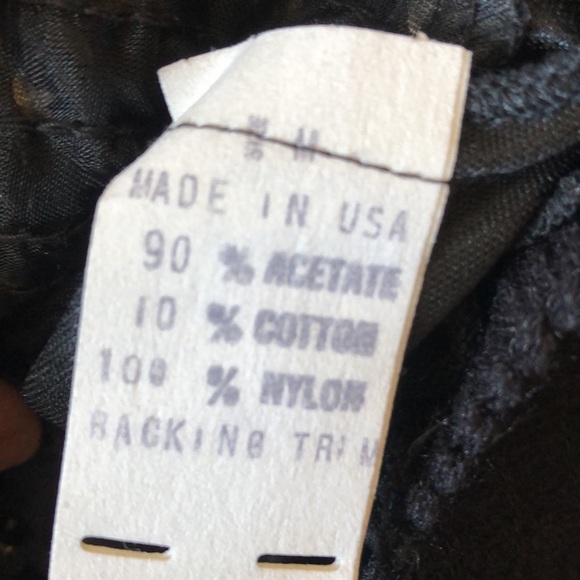 M
MADE IN USA
90 % ACETATE
10 % COTTON
100 % NYLON
BACKING TRIM